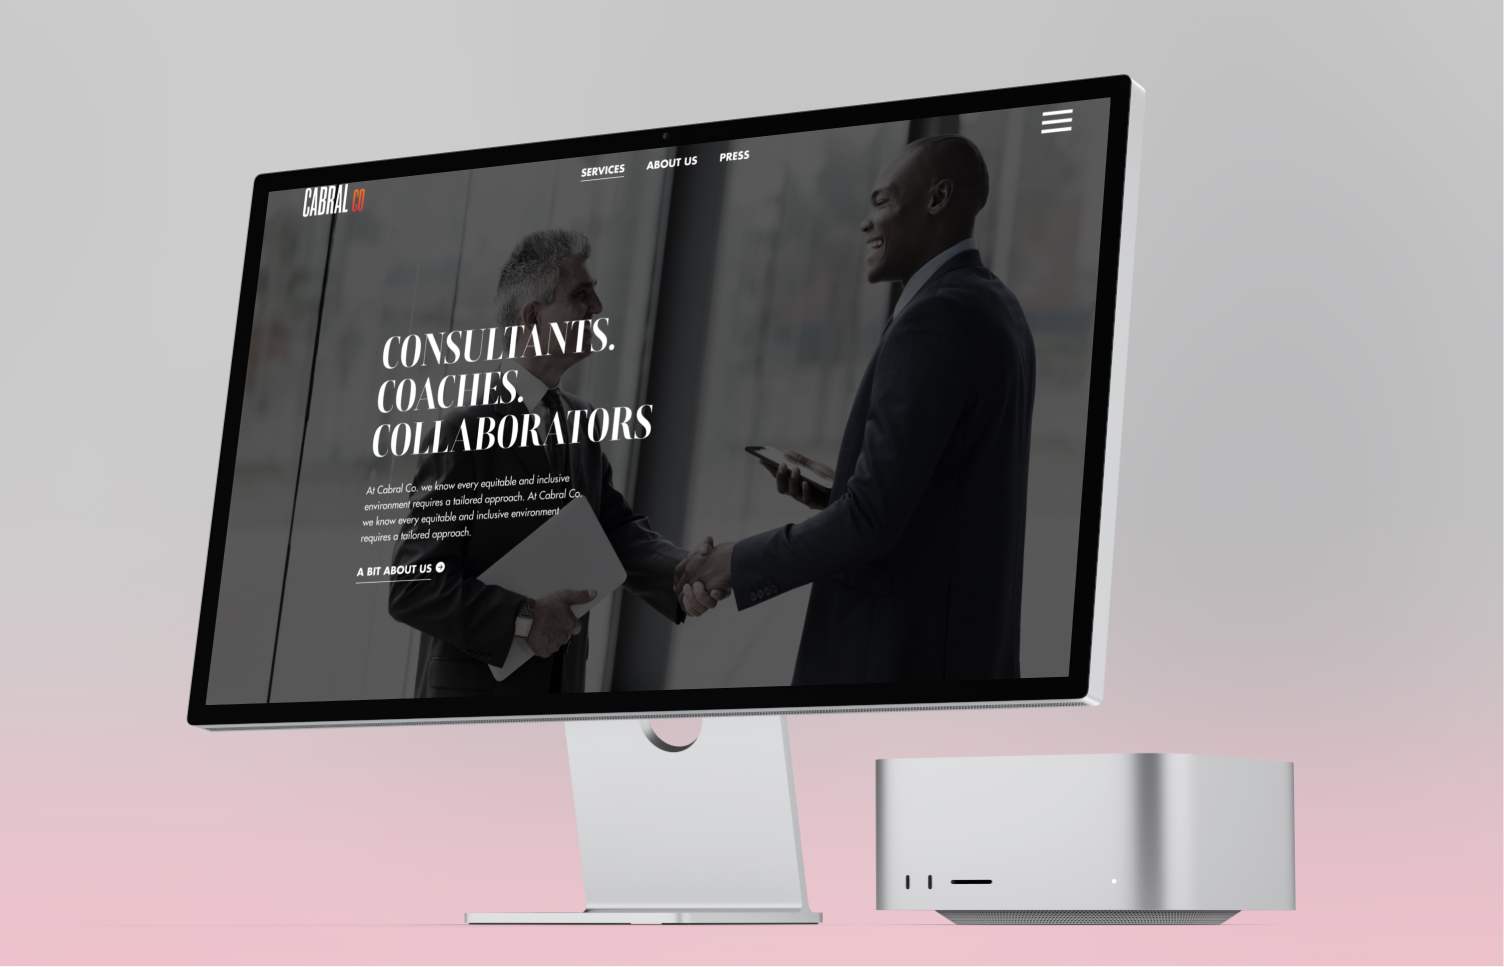 CABRAL CO
SERVICES ABOUT US PRESS
CONSULTANTS.
COACHES.
COLLABORATORS
At Cabral Co. we know every equitable and inclusive
environment requires a tailored approach. At Cabral Co.
we know every equitable and inclusive environment
requires a tailored approach.
A BIT ABOUT US